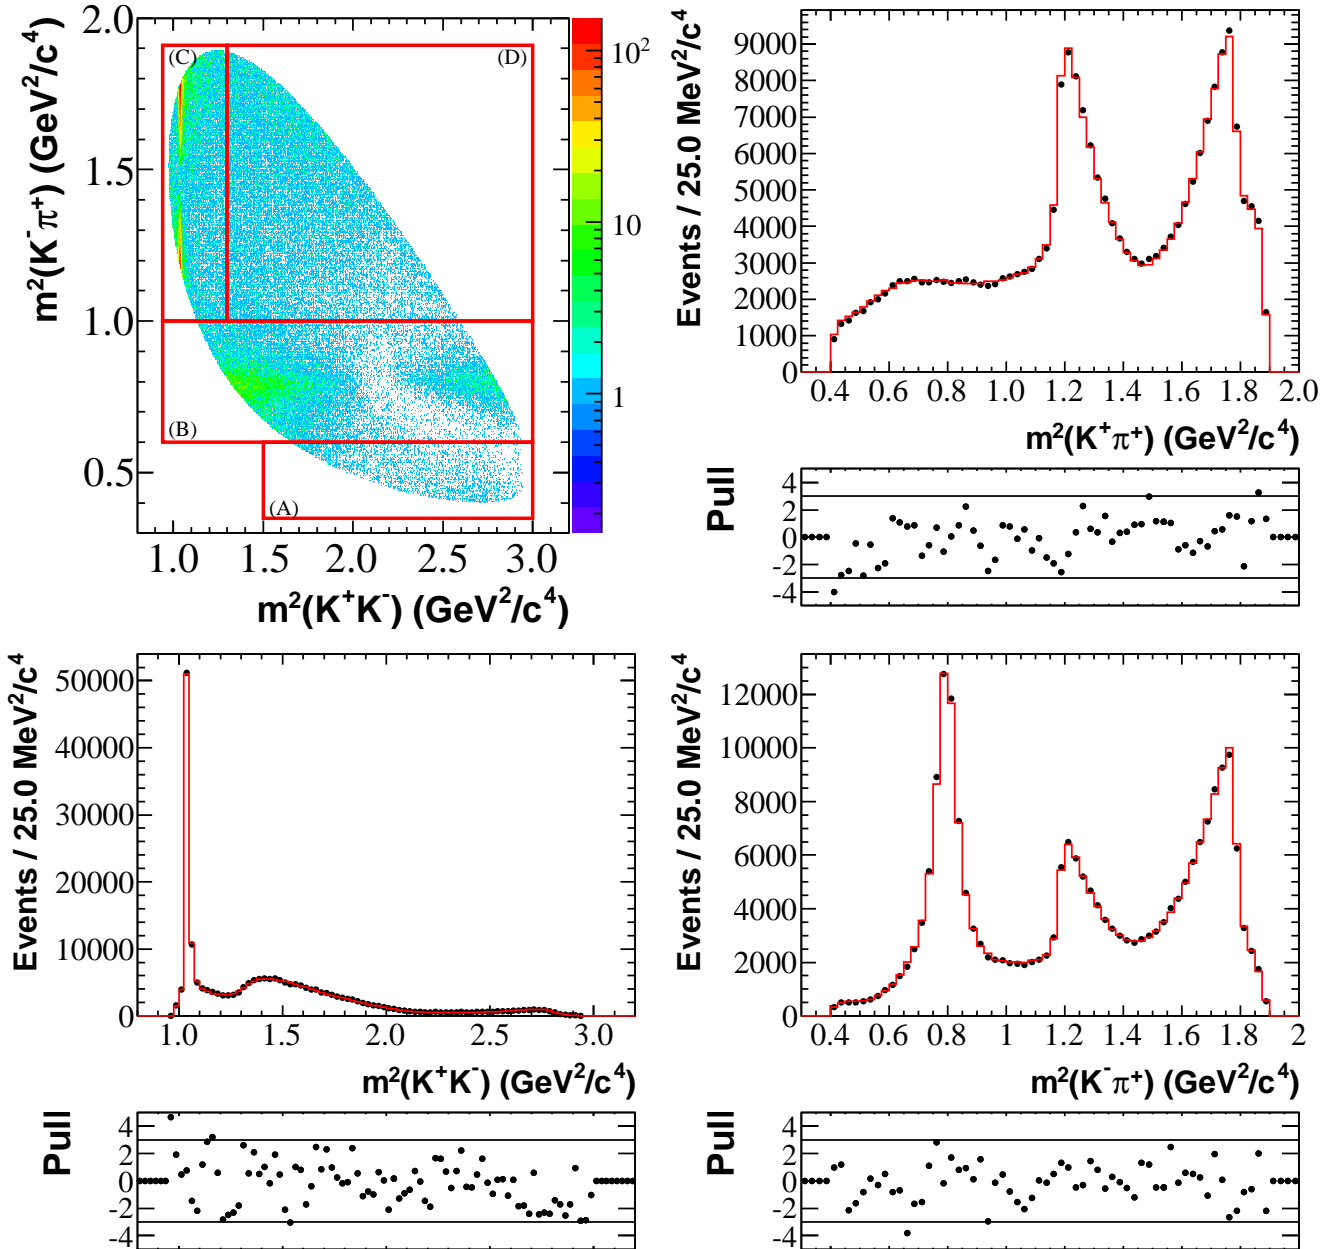 m²(K⁻π⁺) (GeV²/c⁴)
2.0
1.5
1.0
0.5
(C)
(D)
(B)
(A)
10²
10
1
1.0 1.5 2.0 2.5 3.0
m²(K⁺K⁻) (GeV²/c⁴)
Events / 25.0 MeV²/c⁴
9000
8000
7000
6000
5000
4000
3000
2000
1000
0
0.4 0.6 0.8 1.0 1.2 1.4 1.6 1.8 2.0
m²(K⁺π⁺) (GeV²/c⁴)
Pull
4
2
0
-2
-4
Events / 25.0 MeV²/c⁴
50000
40000
30000
20000
10000
0
1.0 1.5 2.0 2.5 3.0
m²(K⁺K⁻) (GeV²/c⁴)
Pull
4
2
0
-2
-4
Events / 25.0 MeV²/c⁴
12000
10000
8000
6000
4000
2000
0
0.4 0.6 0.8 1 1.2 1.4 1.6 1.8 2
m²(K⁻π⁺) (GeV²/c⁴)
Pull
4
2
0
-2
-4